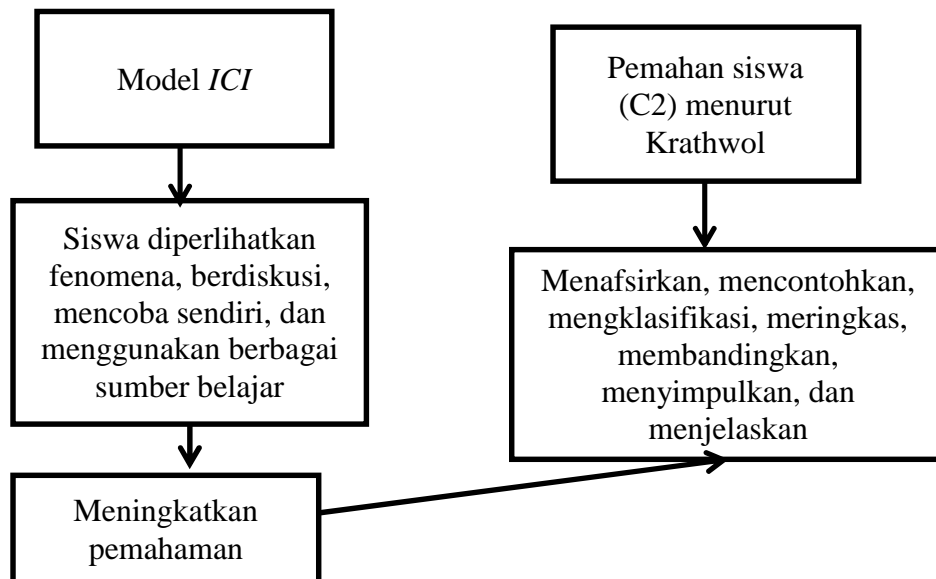 Model ICI
Pemahan siswa
(C2) menurut
Krathwol
Siswa diperlihatkan
fenomena, berdiskusi,
mencoba sendiri, dan
menggunakan berbagai
sumber belajar
Menafsirkan, mencontohkan,
mengklasifikasi, meringkas,
membandingkan,
menyimpulkan, dan
menjelaskan
Meningkatkan
pemahaman